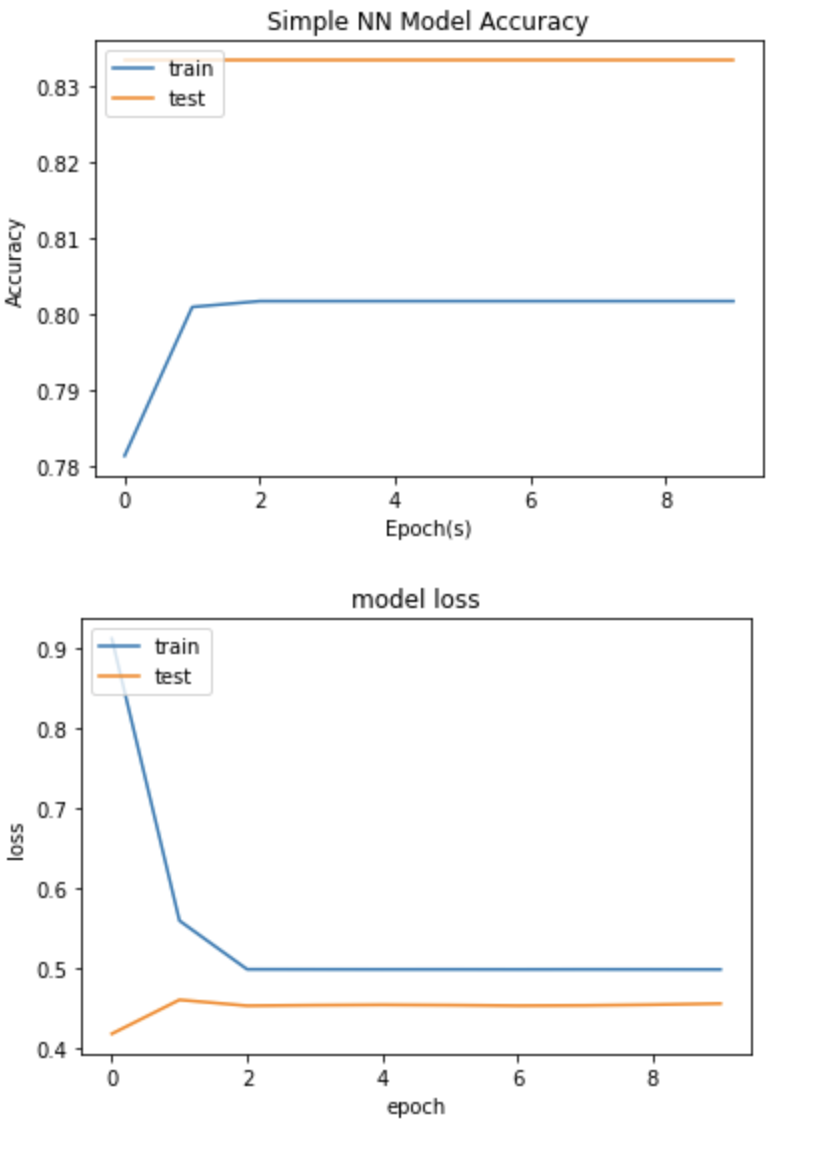 Simple NN Model Accuracy
train
test
0.83
0.82
0.81
0.80
0.79
0.78
Accuracy
0 2 4 6 8
Epoch(s)
model loss
train
test
0.9
0.8
0.7
0.6
0.5
0.4
loss
0 2 4 6 8
epoch